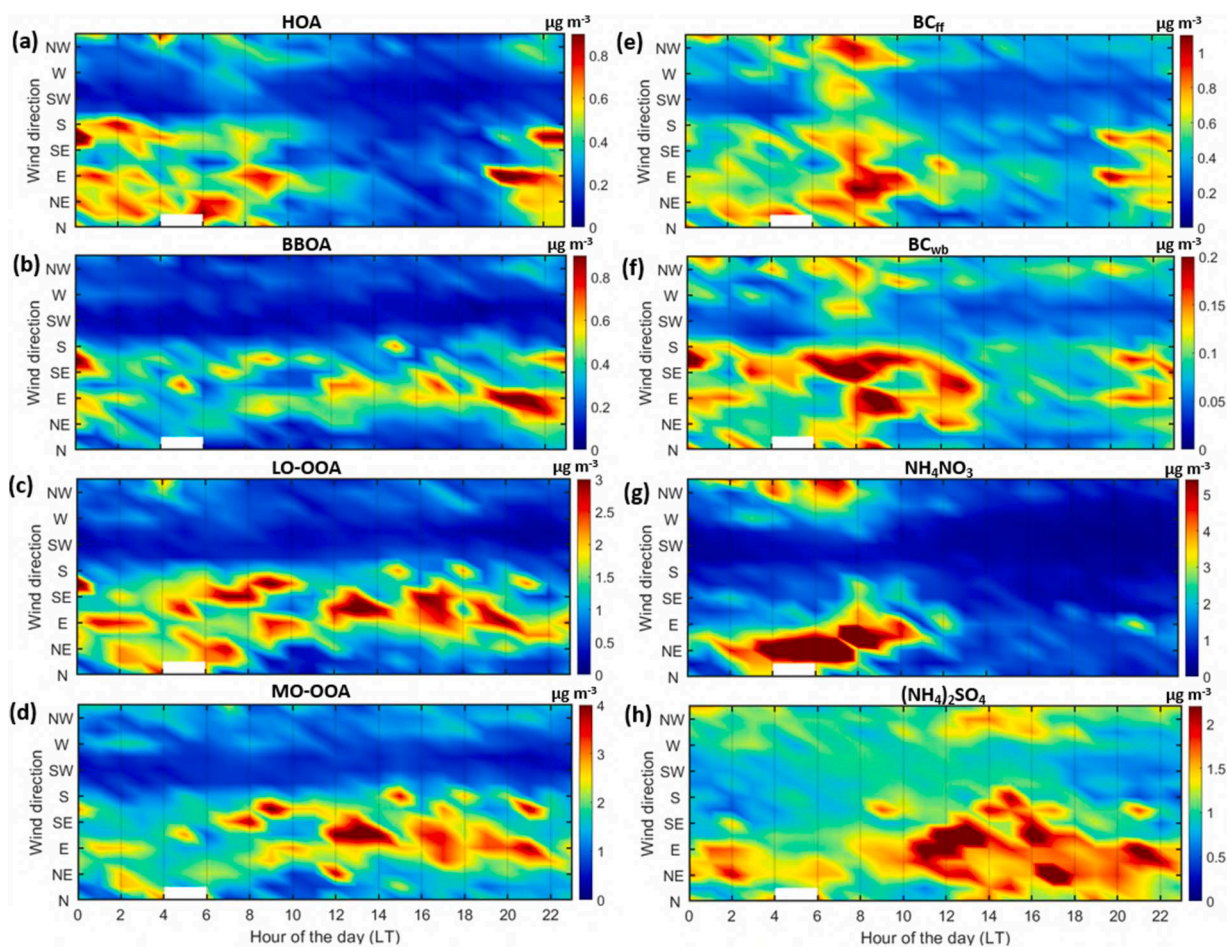 (a)
HOA
µg m-3
Wind direction
NW
W
SW
S
SE
E
NE
N
0.8
0.6
0.4
0.2
0
(b)
BBOA
µg m-3
Wind direction
NW
W
SW
S
SE
E
NE
N
0.8
0.6
0.4
0.2
0
(c)
LO-OOA
µg m-3
Wind direction
NW
W
SW
S
SE
E
NE
N
3
2.5
2
1.5
1
0.5
0
(d)
MO-OOA
µg m-3
Wind direction
NW
W
SW
S
SE
E
NE
N
4
3
2
1
0
0 2 4 6 8 10 12 14 16 18 20 22
Hour of the day (LT)
(e)
BCff
µg m-3
Wind direction
NW
W
SW
S
SE
E
NE
N
1
0.8
0.6
0.4
0.2
0
(f)
BCwb
µg m-3
Wind direction
NW
W
SW
S
SE
E
NE
N
0.2
0.15
0.1
0.05
0
(g)
NH4NO3
µg m-3
Wind direction
NW
W
SW
S
SE
E
NE
N
5
4
3
2
1
0
(h)
(NH4)2SO4
µg m-3
Wind direction
NW
W
SW
S
SE
E
NE
N
2
1.5
1
0.5
0
0 2 4 6 8 10 12 14 16 18 20 22
Hour of the day (LT)